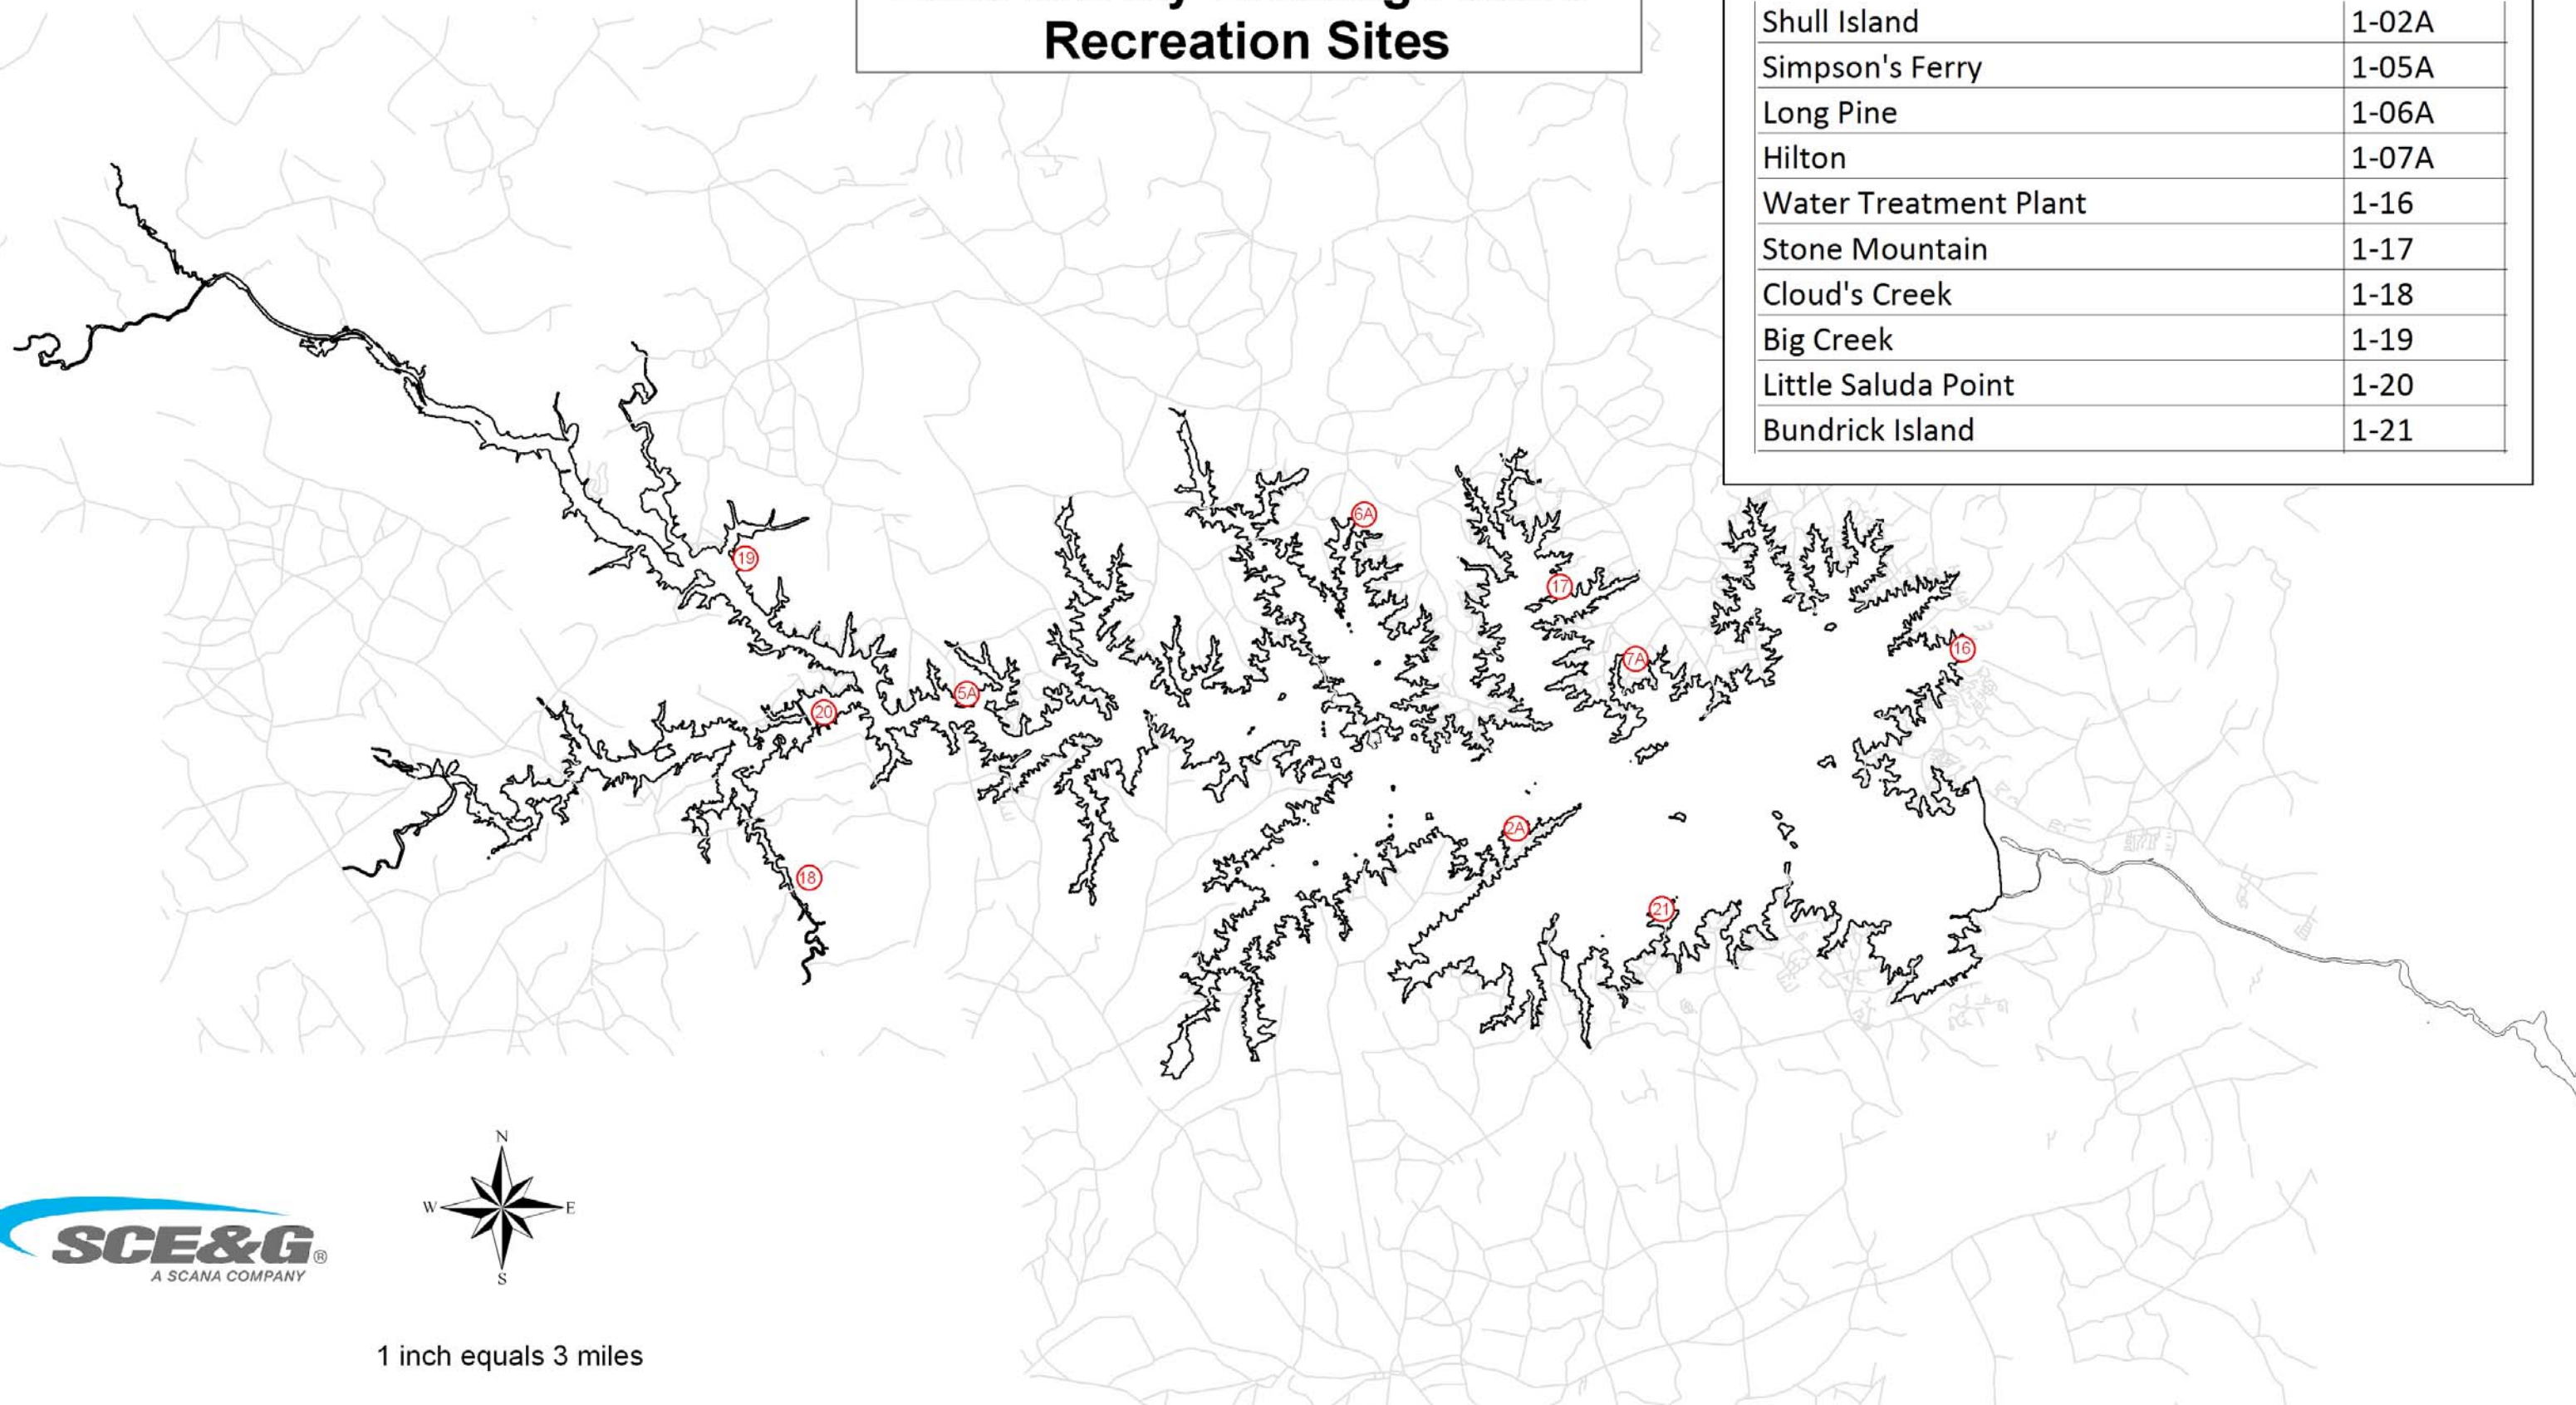 Recreation Sites
Shull Island 1-02A
Simpson's Ferry 1-05A
Long Pine 1-06A
Hilton 1-07A
Water Treatment Plant 1-16
Stone Mountain 1-17
Cloud's Creek 1-18
Big Creek 1-19
Little Saluda Point 1-20
Bundrick Island 1-21
6A
19
17
16
7A
5A
20
2A
18
21
N
W E
S
SCE&G®
A SCANA COMPANY
1 inch equals 3 miles